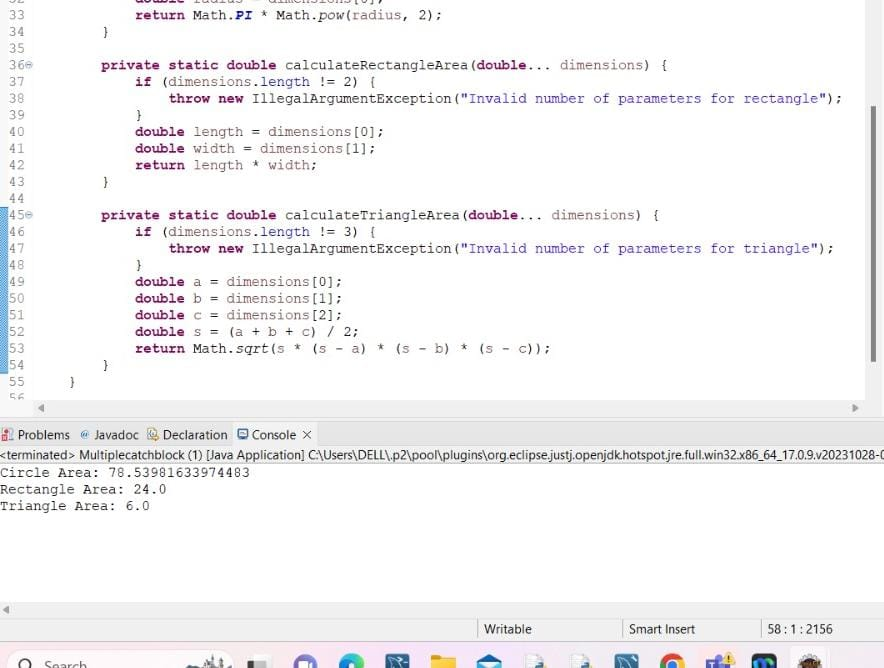 33 return Math.PI * Math.pow(radius, 2);
34 }
35
36 private static double calculateRectangleArea(double... dimensions) {
37 if (dimensions.length != 2) {
38 throw new IllegalArgumentException("Invalid number of parameters for rectangle");
39 }
40 double length = dimensions[0];
41 double width = dimensions[1];
42 return length * width;
43 }
44
45 private static double calculateTriangleArea(double... dimensions) {
46 if (dimensions.length != 3) {
47 throw new IllegalArgumentException("Invalid number of parameters for triangle");
48 }
49 double a = dimensions[0];
50 double b = dimensions[1];
51 double c = dimensions[2];
52 double s = (a + b + c) / 2;
53 return Math.sqrt(s * (s - a) * (s - b) * (s - c));
54 }
55 }
56
Problems @ Javadoc Declaration Console ×
<terminated> Multiplecatchblock (1) [Java Application] C:\Users\DELL\.p2\pool\plugins\org.eclipse.justj.openjdk.hotspot.jre.full.win32.x86_64_17.0.9.v20231028-0
Circle Area: 78.53981633974483
Rectangle Area: 24.0
Triangle Area: 6.0
Writable Smart Insert 58 : 1 : 2156
Search